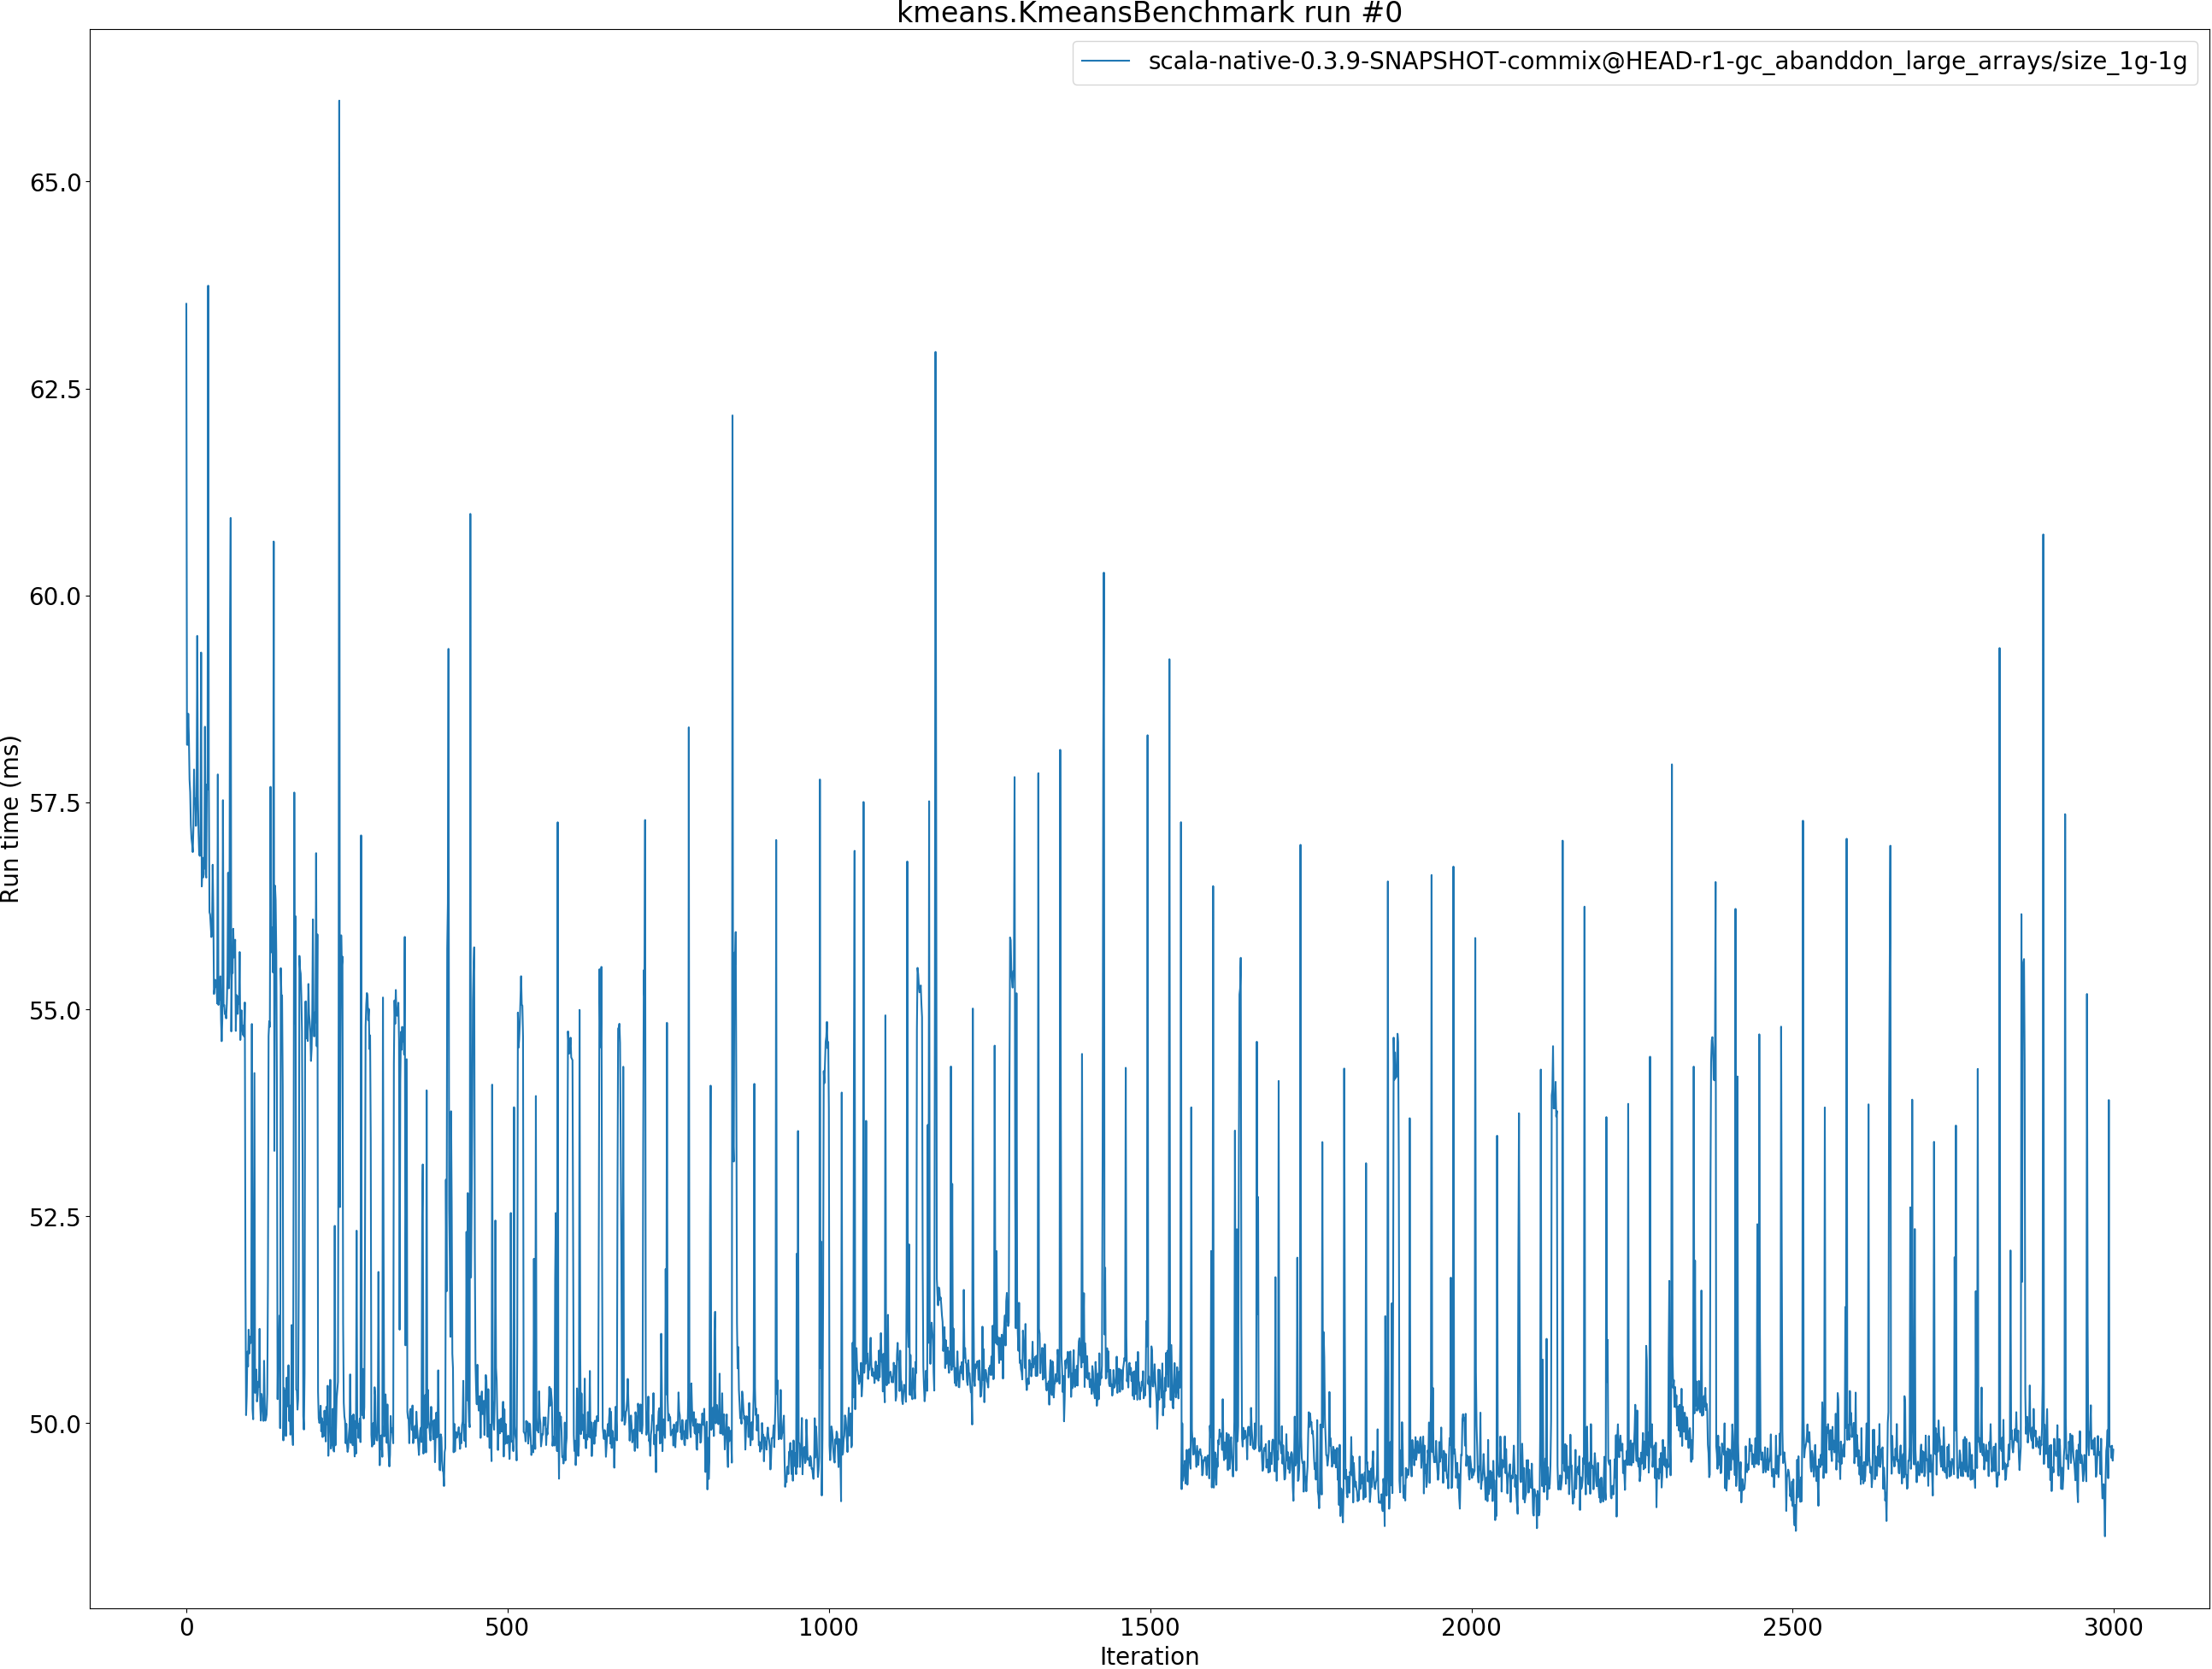 kmeans.KmeansBenchmark run #0
scala-native-0.3.9-SNAPSHOT-commix@HEAD-r1-gc_abanddon_large_arrays/size_1g-1g
Run time (ms)
65.0
62.5
60.0
57.5
55.0
52.5
50.0
0 500 1000 1500 2000 2500 3000
Iteration